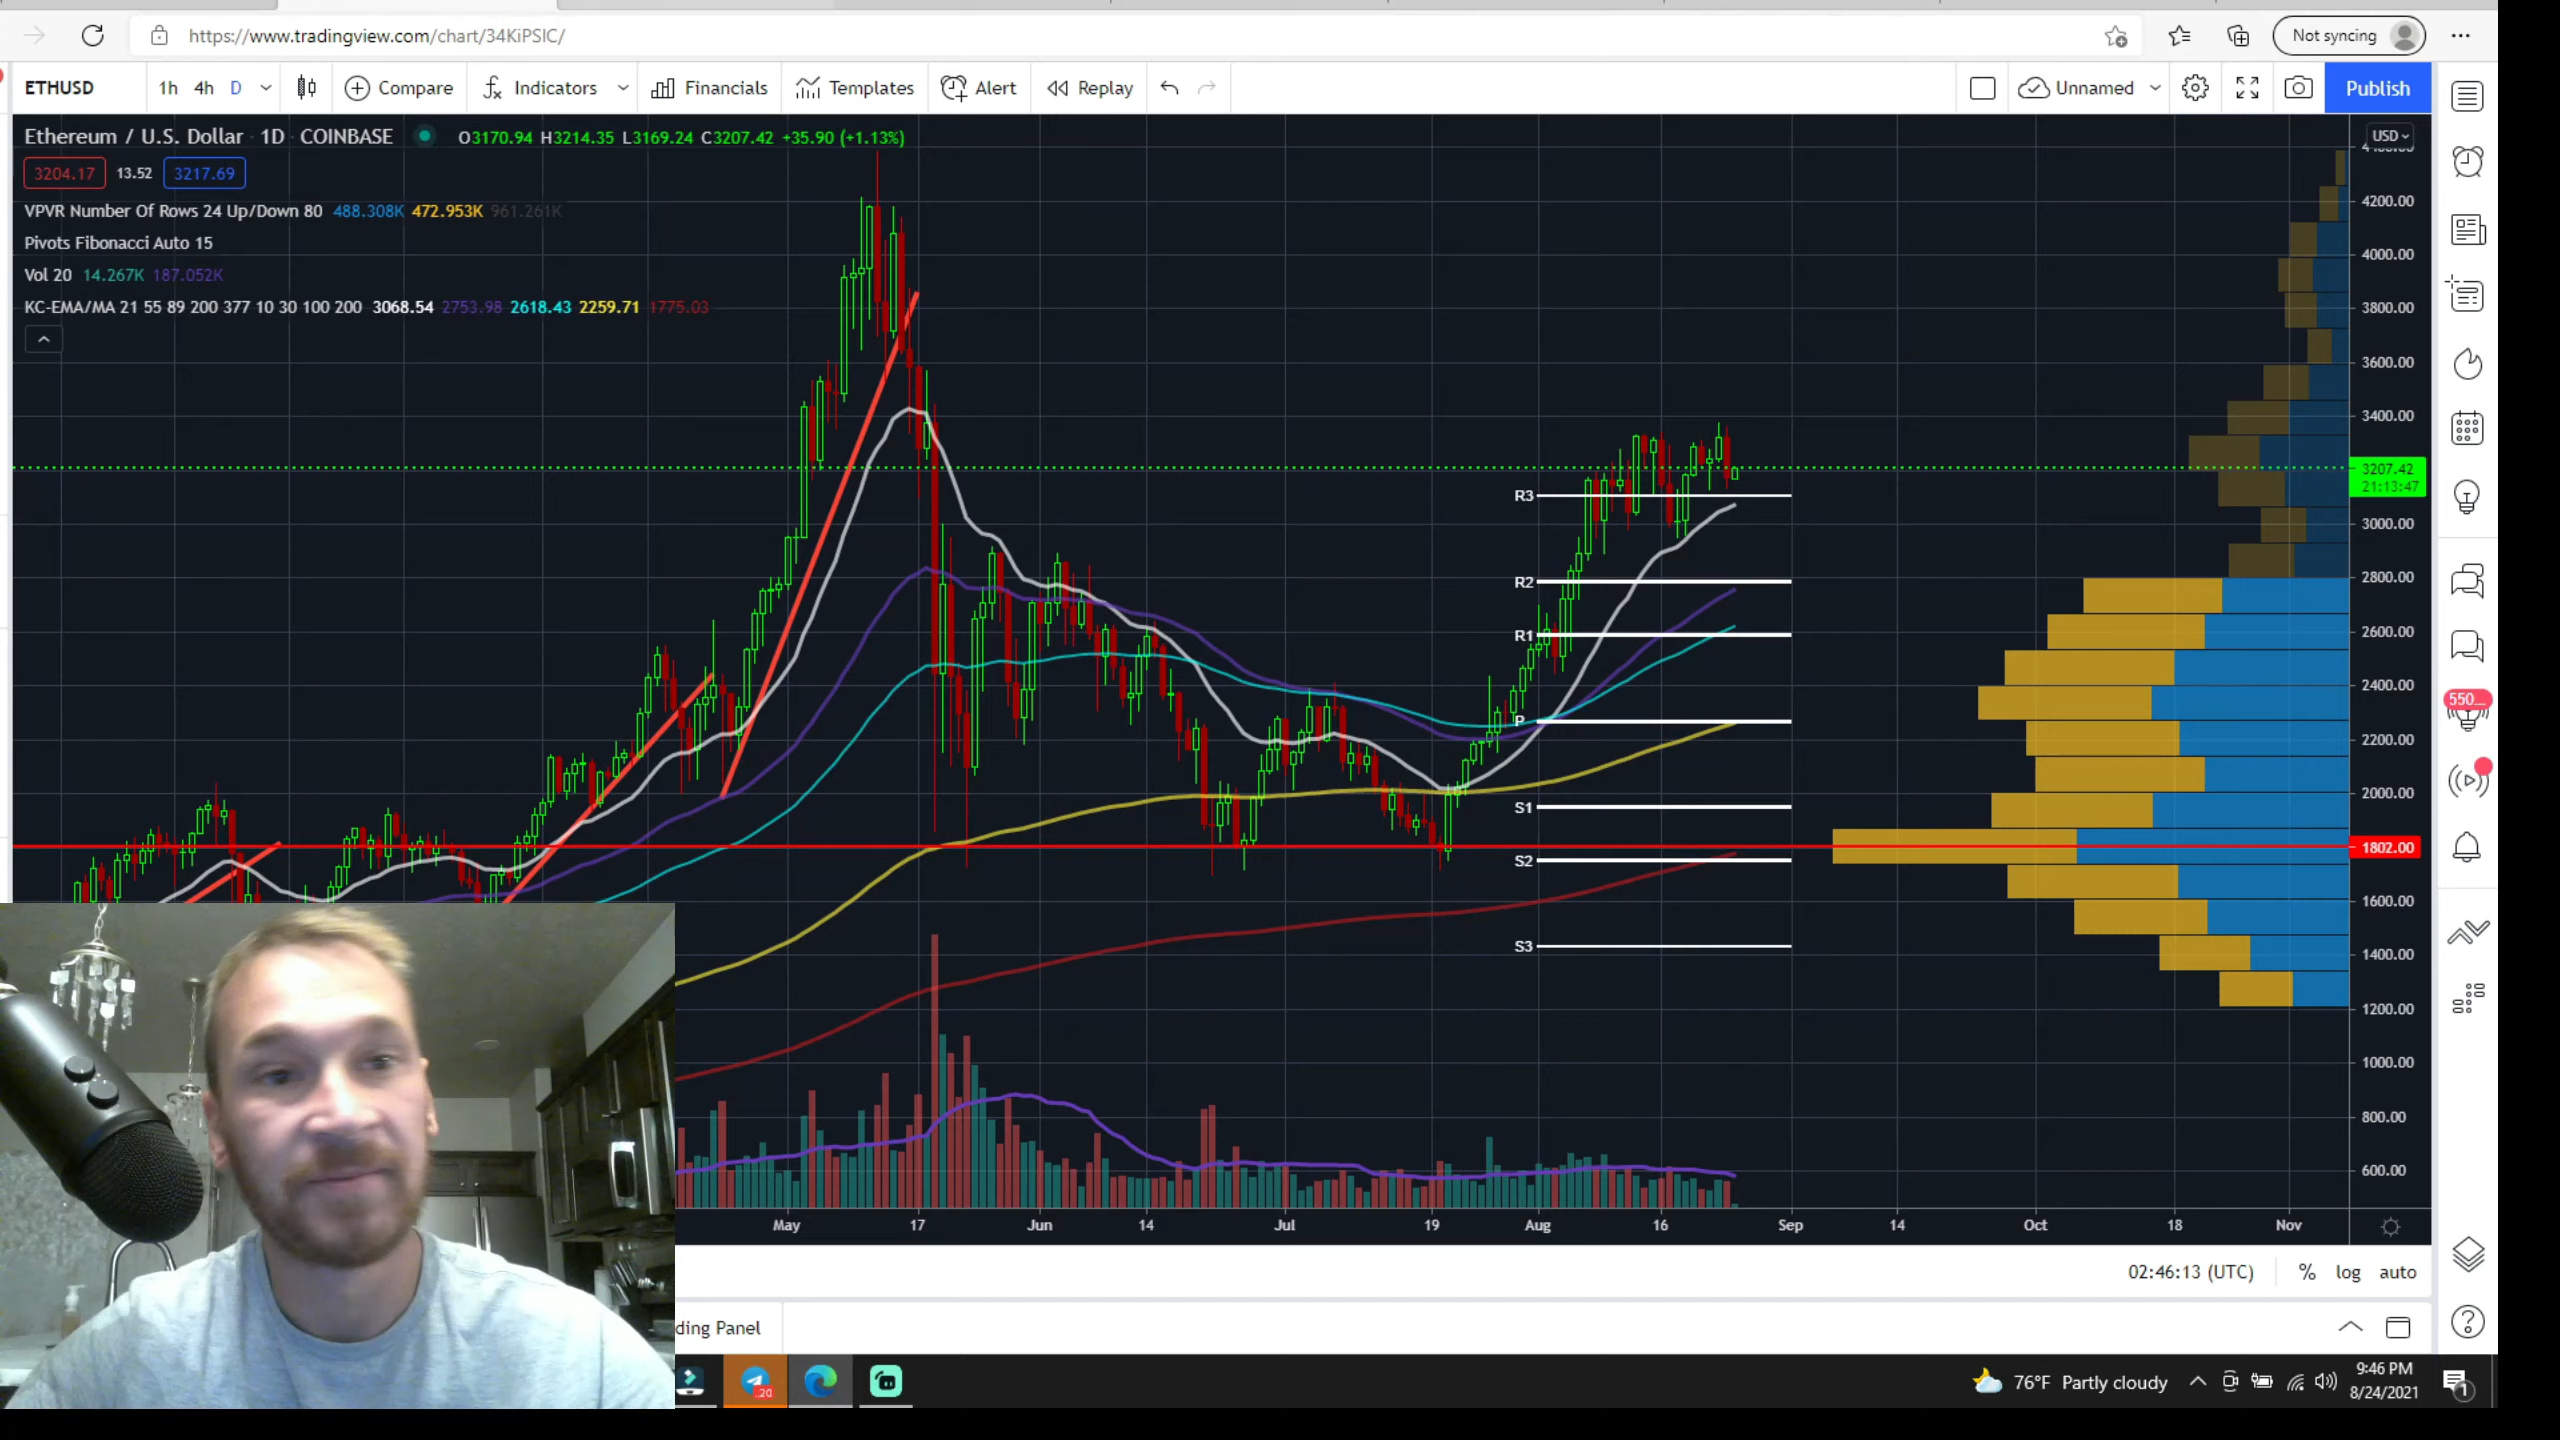 https://www.tradingview.com/chart/34KiPSIC/
Not syncing
ETHUSD 1h 4h D Compare Indicators Financials Templates Alert Replay Unnamed Publish
Ethereum / U.S. Dollar · 1D · COINBASE O3170.94 H3214.35 L3169.24 C3207.42 +35.90 (+1.13%)
USD
3204.17 13.52 3217.69
VPVR Number Of Rows 24 Up/Down 80 488.308K 472.953K 961.261K
Pivots Fibonacci Auto 15
Vol 20 14.267K 187.052K
KC-EMA/MA 21 55 89 200 377 10 30 100 200 3068.54 2753.98 2618.43 2259.71 1775.03
4200.00
4000.00
3800.00
3600.00
3400.00
3207.42
21:13:47
R3
3000.00
R2
2800.00
R1
2600.00
2400.00
P
2200.00
S1
2000.00
1802.00
S2
1600.00
S3
1400.00
1200.00
1000.00
800.00
600.00
550...
May 17 Jun 14 Jul 19 Aug 16 Sep 14 Oct 18 Nov
02:46:13 (UTC) % log auto
ding Panel
20
76°F Partly cloudy
9:46 PM
8/24/2021
1